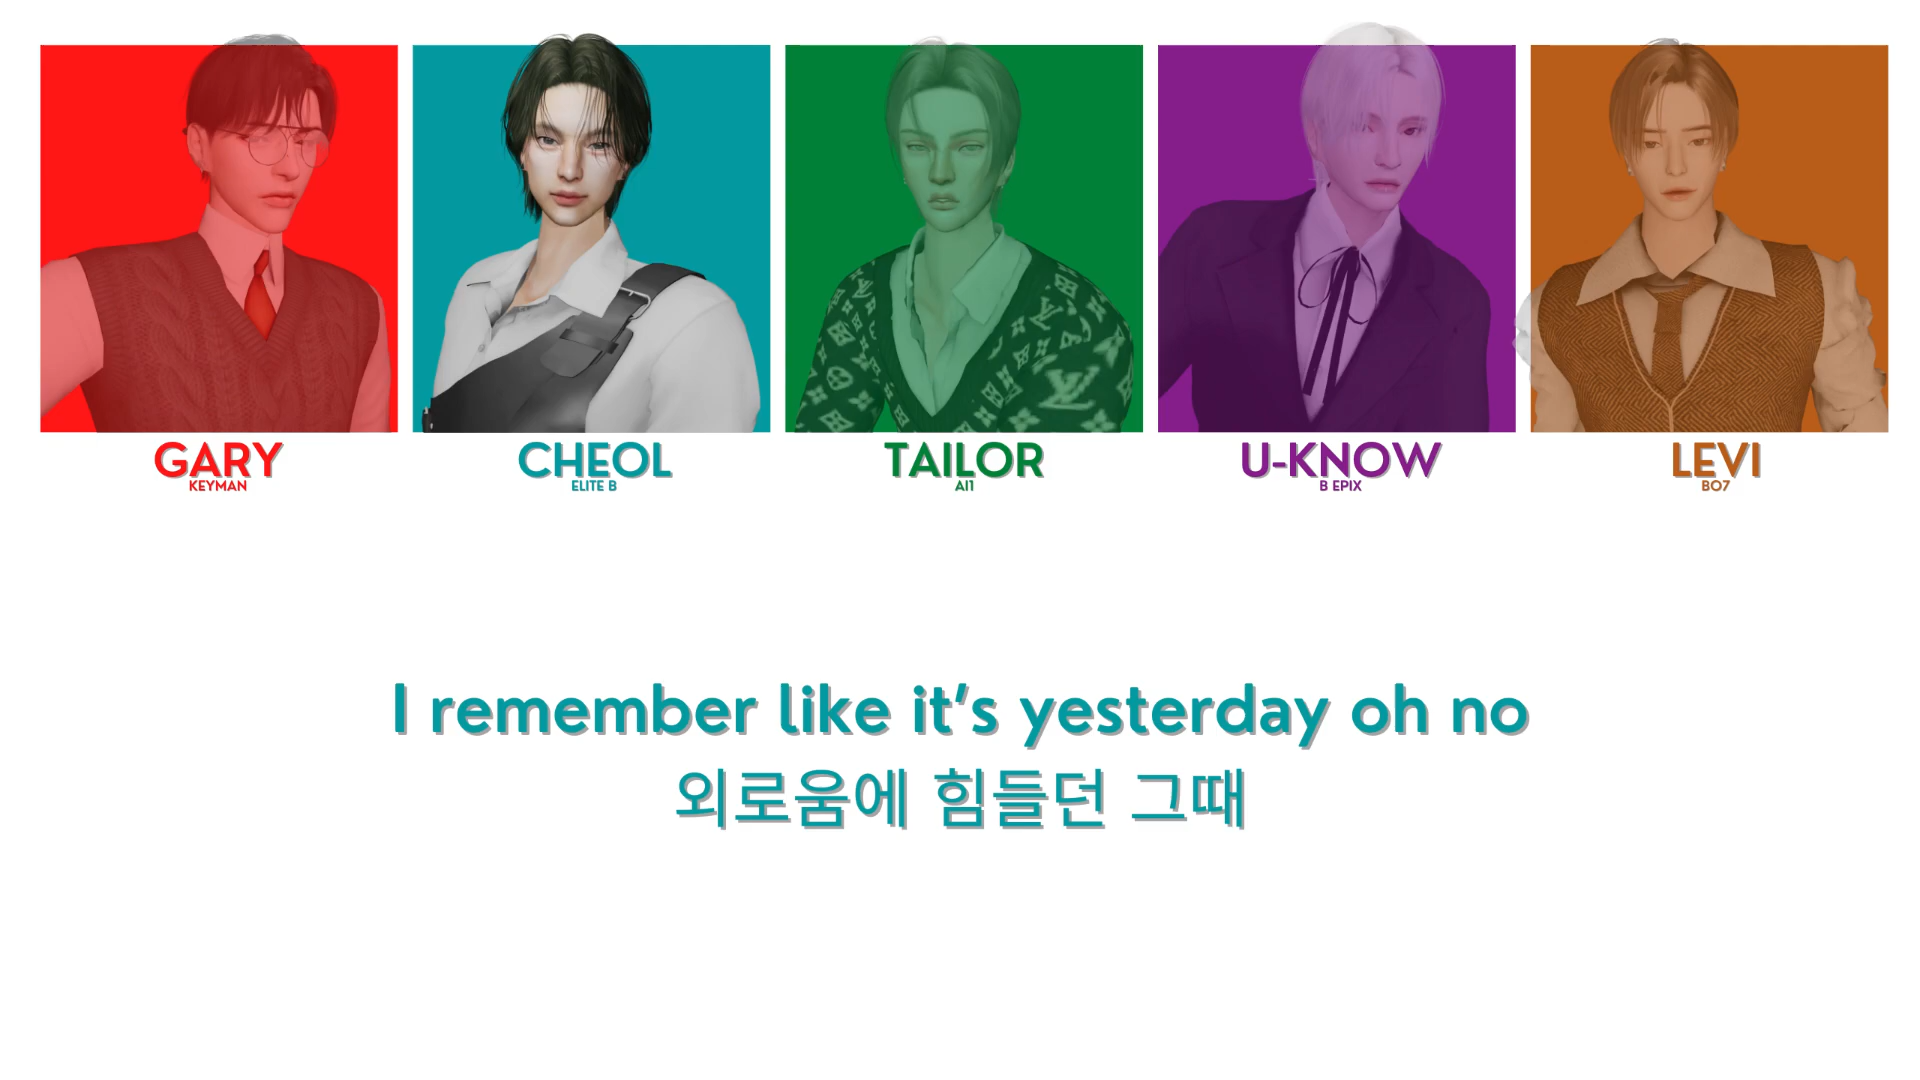 GARY
KEYMAN
CHEOL
ELITE B
TAILOR
AI1
U-KNOW
B EPIX
LEVI
BO7
I remember like it's yesterday oh no
외로움에 힘들던 그때